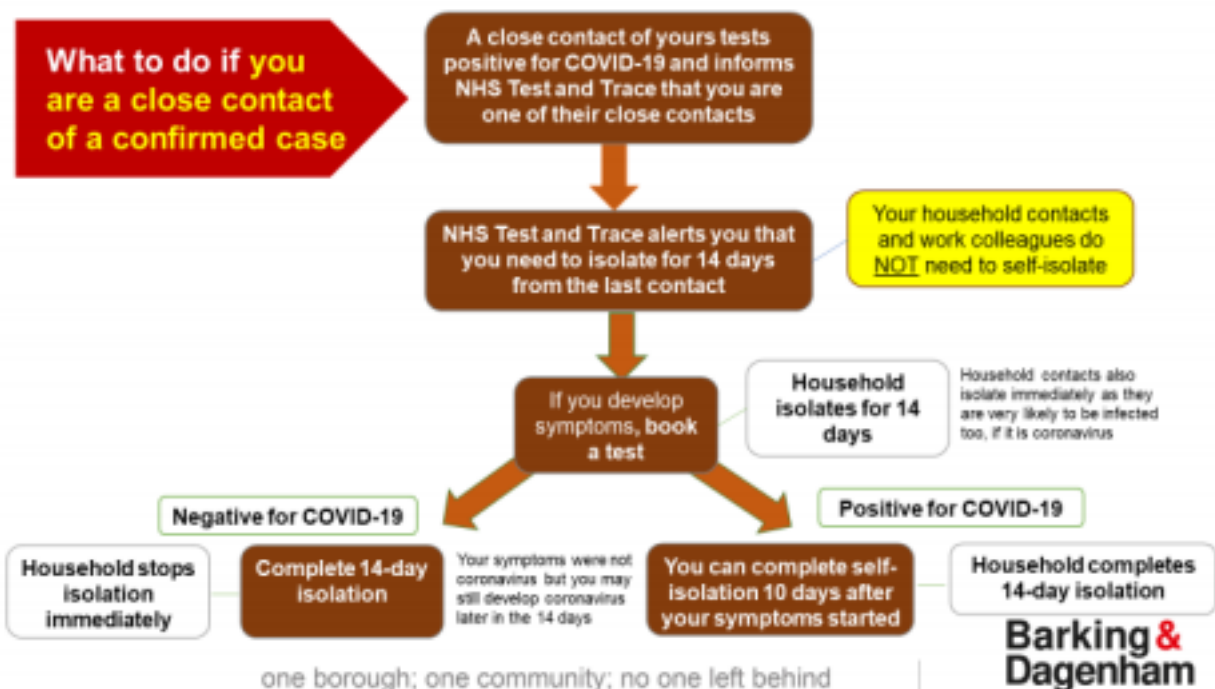 What to do if you
are a close contact
of a confirmed case
A close contact of yours tests
positive for COVID-19 and informs
NHS Test and Trace that you are
one of their close contacts
NHS Test and Trace alerts you that
you need to isolate for 14 days
from the last contact
Your household contacts
and work colleagues do
NOT need to self-isolate
If you develop
symptoms, book
a test
Household
isolates for 14
days
Household contacts also
isolate immediately as they
are very likely to be infected
too, if it is coronavirus
Negative for COVID-19
Positive for COVID-19
Household stops
isolation
immediately
Complete 14-day
isolation
Your symptoms were not
coronavirus but you may
still develop coronavirus
later in the 14 days
You can complete self-
isolation 10 days after
your symptoms started
Household completes
14-day isolation
one borough; one community; no one left behind
Barking &
Dagenham